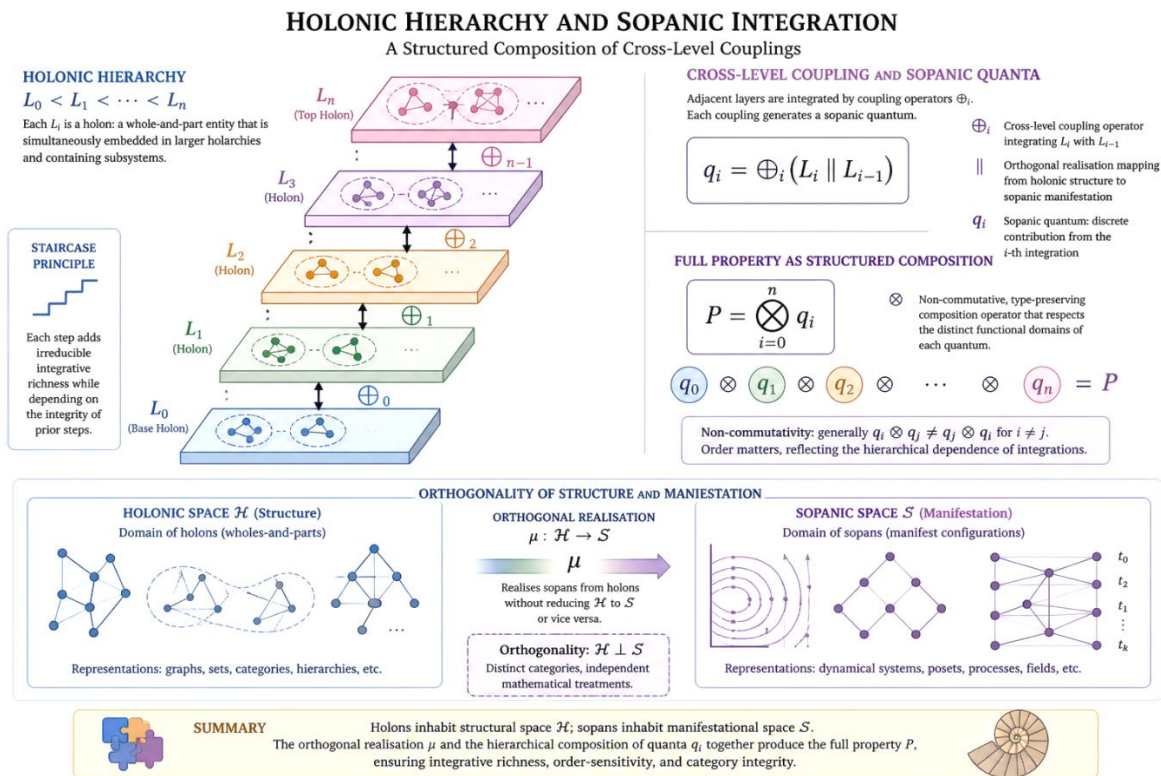 HOLONIC HIERARCHY AND SOPANIC INTEGRATION
A Structured Composition of Cross-Level Couplings
HOLONIC HIERARCHY
L₀ < L₁ < ⋯ < Lₙ
Each Lᵢ is a holon: a whole-and-part entity that is
simultaneously embedded in larger holarchies
and containing subsystems.
STAIRCASE
PRINCIPLE
Each step adds
irreducible
integrative
richness while
depending on
the integrity of
prior steps.
Lₙ
(Top Holon)
...
⊕ₙ₋₁
L₃
(Holon)
...
⊕₂
L₂
(Holon)
...
⊕₁
L₁
(Holon)
...
⊕₀
L₀
(Base Holon)
...
CROSS-LEVEL COUPLING AND SOPANIC QUANTA
Adjacent layers are integrated by coupling operators ⊕ᵢ.
Each coupling generates a sopanic quantum.
qᵢ = ⊕ᵢ(Lᵢ ∥ Lᵢ₋₁)
⊕ᵢ Cross-level coupling operator
integrating Lᵢ with Lᵢ₋₁
∥ Orthogonal realisation mapping
from holonic structure to
sopanic manifestation
qᵢ Sopanic quantum: discrete
contribution from the
i-th integration
FULL PROPERTY AS STRUCTURED COMPOSITION
n
P = ⊗ qᵢ
i=0
⊗ Non-commutative, type-preserving
composition operator that respects
the distinct functional domains of
each quantum.
q₀ ⊗ q₁ ⊗ q₂ ⊗ ⋯ ⊗ qₙ = P
Non-commutativity: generally qᵢ ⊗ qⱼ ≠ qⱼ ⊗ qᵢ for i ≠ j.
Order matters, reflecting the hierarchical dependence of integrations.
ORTHOGONALITY OF STRUCTURE AND MANIESTATION
HOLONIC SPACE ℋ (Structure)
Domain of holons (wholes-and-parts)
...
Representations: graphs, sets, categories, hierarchies, etc.
ORTHOGONAL REALISATION
μ : ℋ → 𝒮
μ
Realises sopans from holons
without reducing ℋ to 𝒮
or vice versa.
Orthogonality: ℋ ⊥ 𝒮
Distinct categories, independent
mathematical treatments.
SOPANIC SPACE 𝒮 (Manifestation)
Domain of sopans (manifest configurations)
t₀
t₂
t₁
⋮
tₖ
Representations: dynamical systems, posets, processes, fields, etc.
SUMMARY
Holons inhabit structural space ℋ; sopans inhabit manifestational space 𝒮.
The orthogonal realisation μ and the hierarchical composition of quanta qᵢ together produce the full property P,
ensuring integrative richness, order-sensitivity, and category integrity.